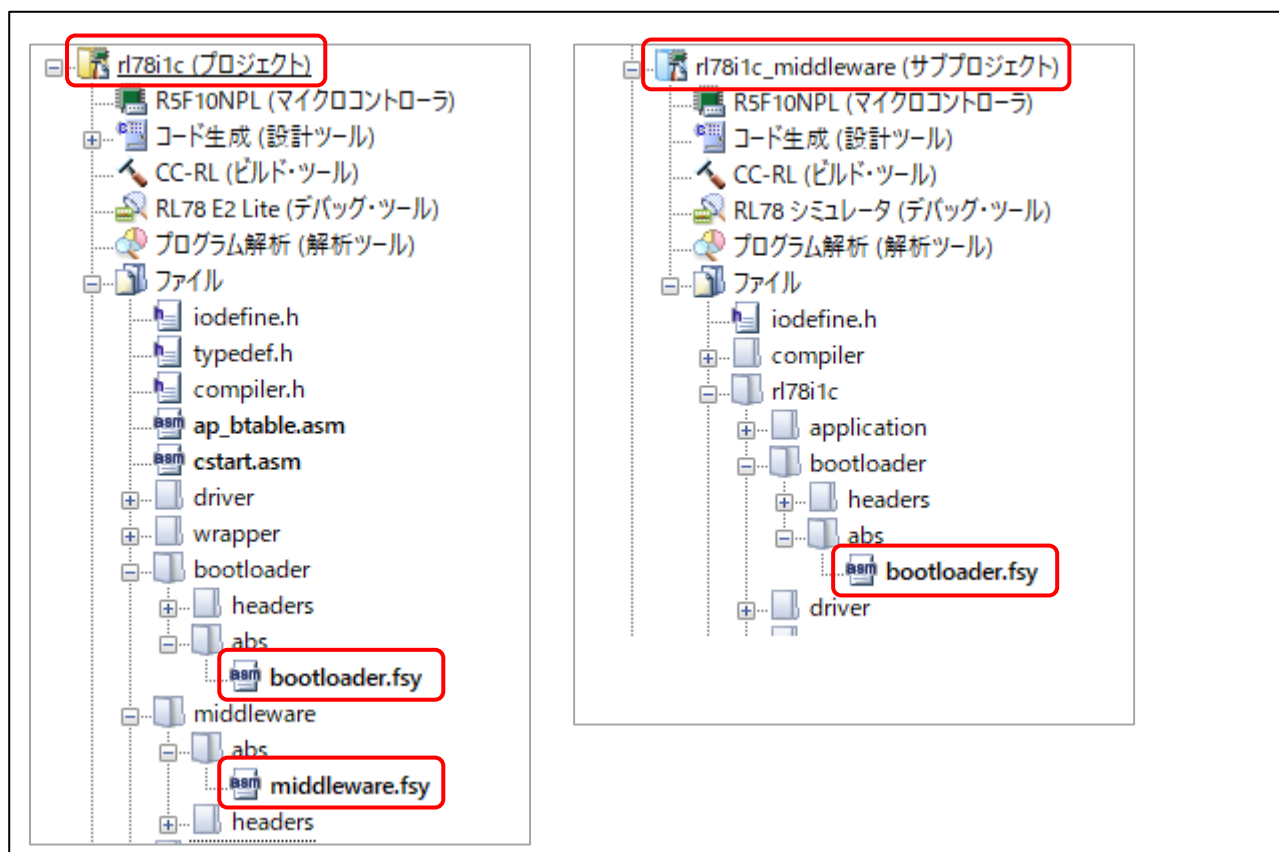 rl78i1c (プロジェクト)
R5F10NPL (マイクロコントローラ)
コード生成 (設計ツール)
CC-RL (ビルド・ツール)
RL78 E2 Lite (デバッグ・ツール)
プログラム解析 (解析ツール)
ファイル
iodefine.h
typedef.h
compiler.h
ap_btable.asm
cstart.asm
driver
wrapper
bootloader
headers
abs
bootloader.fsy
middleware
abs
middleware.fsy
headers
rl78i1c_middleware (サブプロジェクト)
R5F10NPL (マイクロコントローラ)
コード生成 (設計ツール)
CC-RL (ビルド・ツール)
RL78 シミュレータ (デバッグ・ツール)
プログラム解析 (解析ツール)
ファイル
iodefine.h
compiler
rl78i1c
application
bootloader
headers
abs
bootloader.fsy
driver